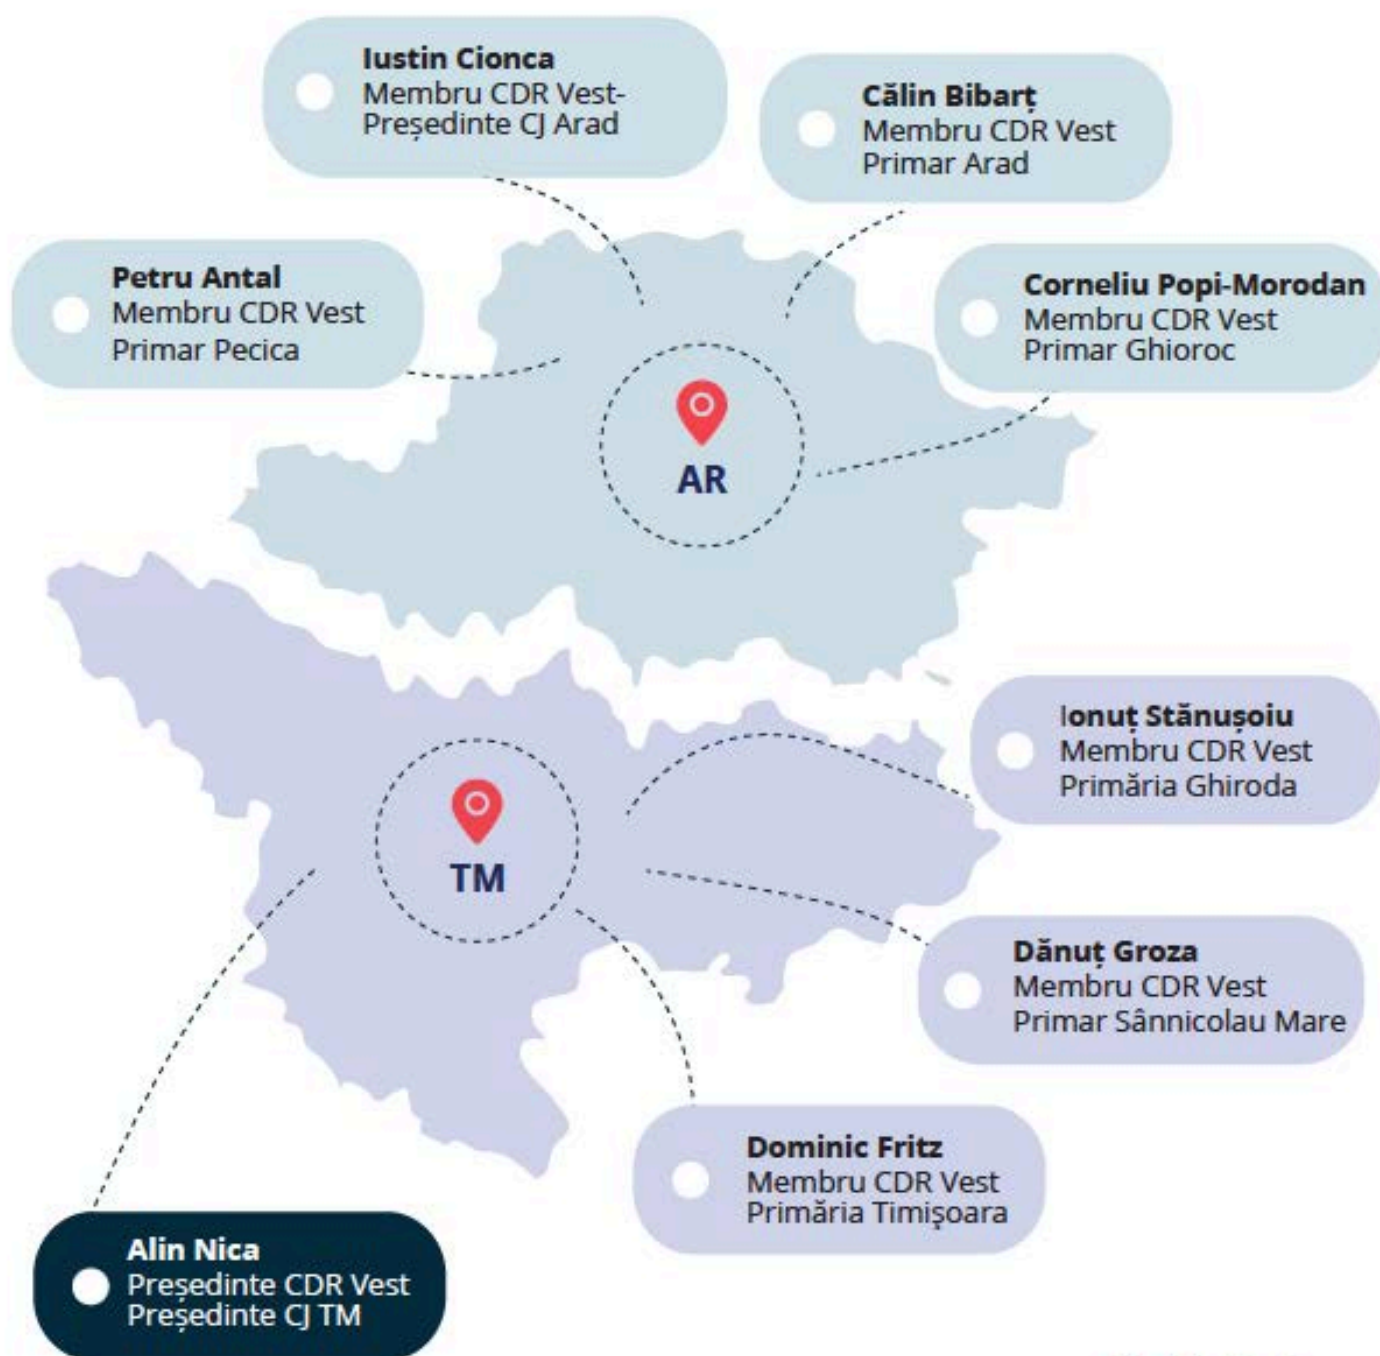 Iustin Cionca
Membru CDR Vest-
Președinte CJ Arad
Călin Bibarț
Membru CDR Vest
Primar Arad
Petru Antal
Membru CDR Vest
Primar Pecica
Corneliu Popi-Morodan
Membru CDR Vest
Primar Ghioroc
AR
Ionuț Stănușoiu
Membru CDR Vest
Primăria Ghiroda
TM
Dănuț Groza
Membru CDR Vest
Primar Sânnicolau Mare
Dominic Fritz
Membru CDR Vest
Primăria Timişoara
Alin Nica
Președinte CDR Vest
Președinte CJ TM